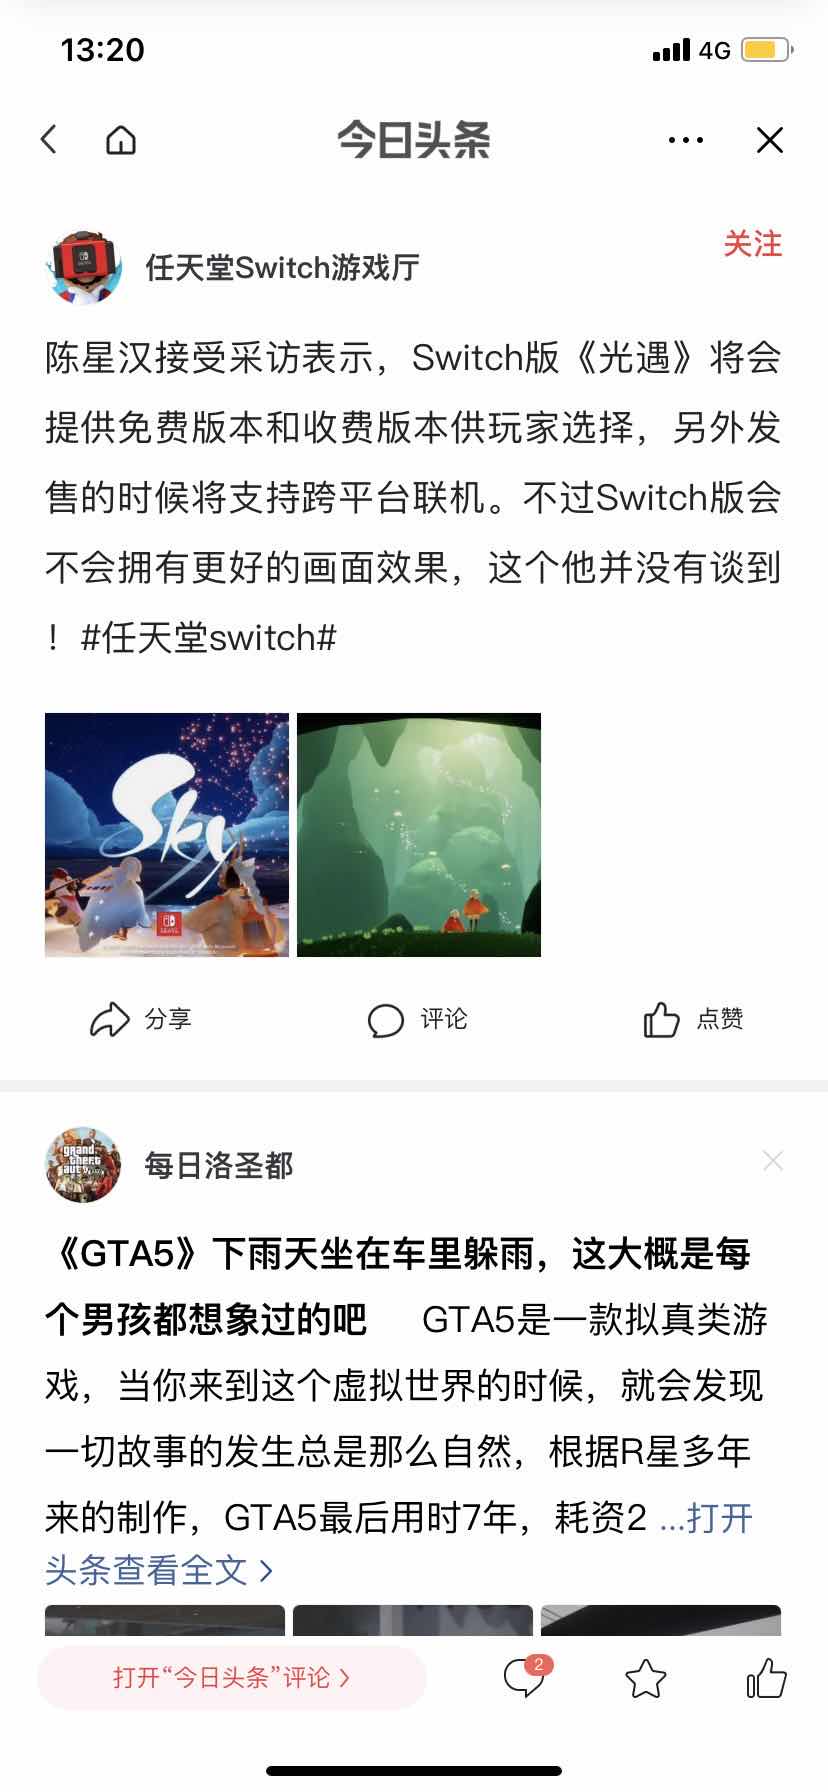 13:20
4G
今日头条
任天堂Switch游戏厅
关注
陈星汉接受采访表示，Switch版《光遇》将会
提供免费版本和收费版本供玩家选择，另外发
售的时候将支持跨平台联机。不过Switch版会
不会拥有更好的画面效果，这个他并没有谈到
！#任天堂switch#
Sky
分享
评论
点赞
grand
theft
auto
每日洛圣都
《GTA5》下雨天坐在车里躲雨，这大概是每
个男孩都想象过的吧 GTA5是一款拟真类游
戏，当你来到这个虚拟世界的时候，就会发现
一切故事的发生总是那么自然，根据R星多年
来的制作，GTA5最后用时7年，耗资2 ...打开
头条查看全文 >
打开“今日头条”评论 >
2